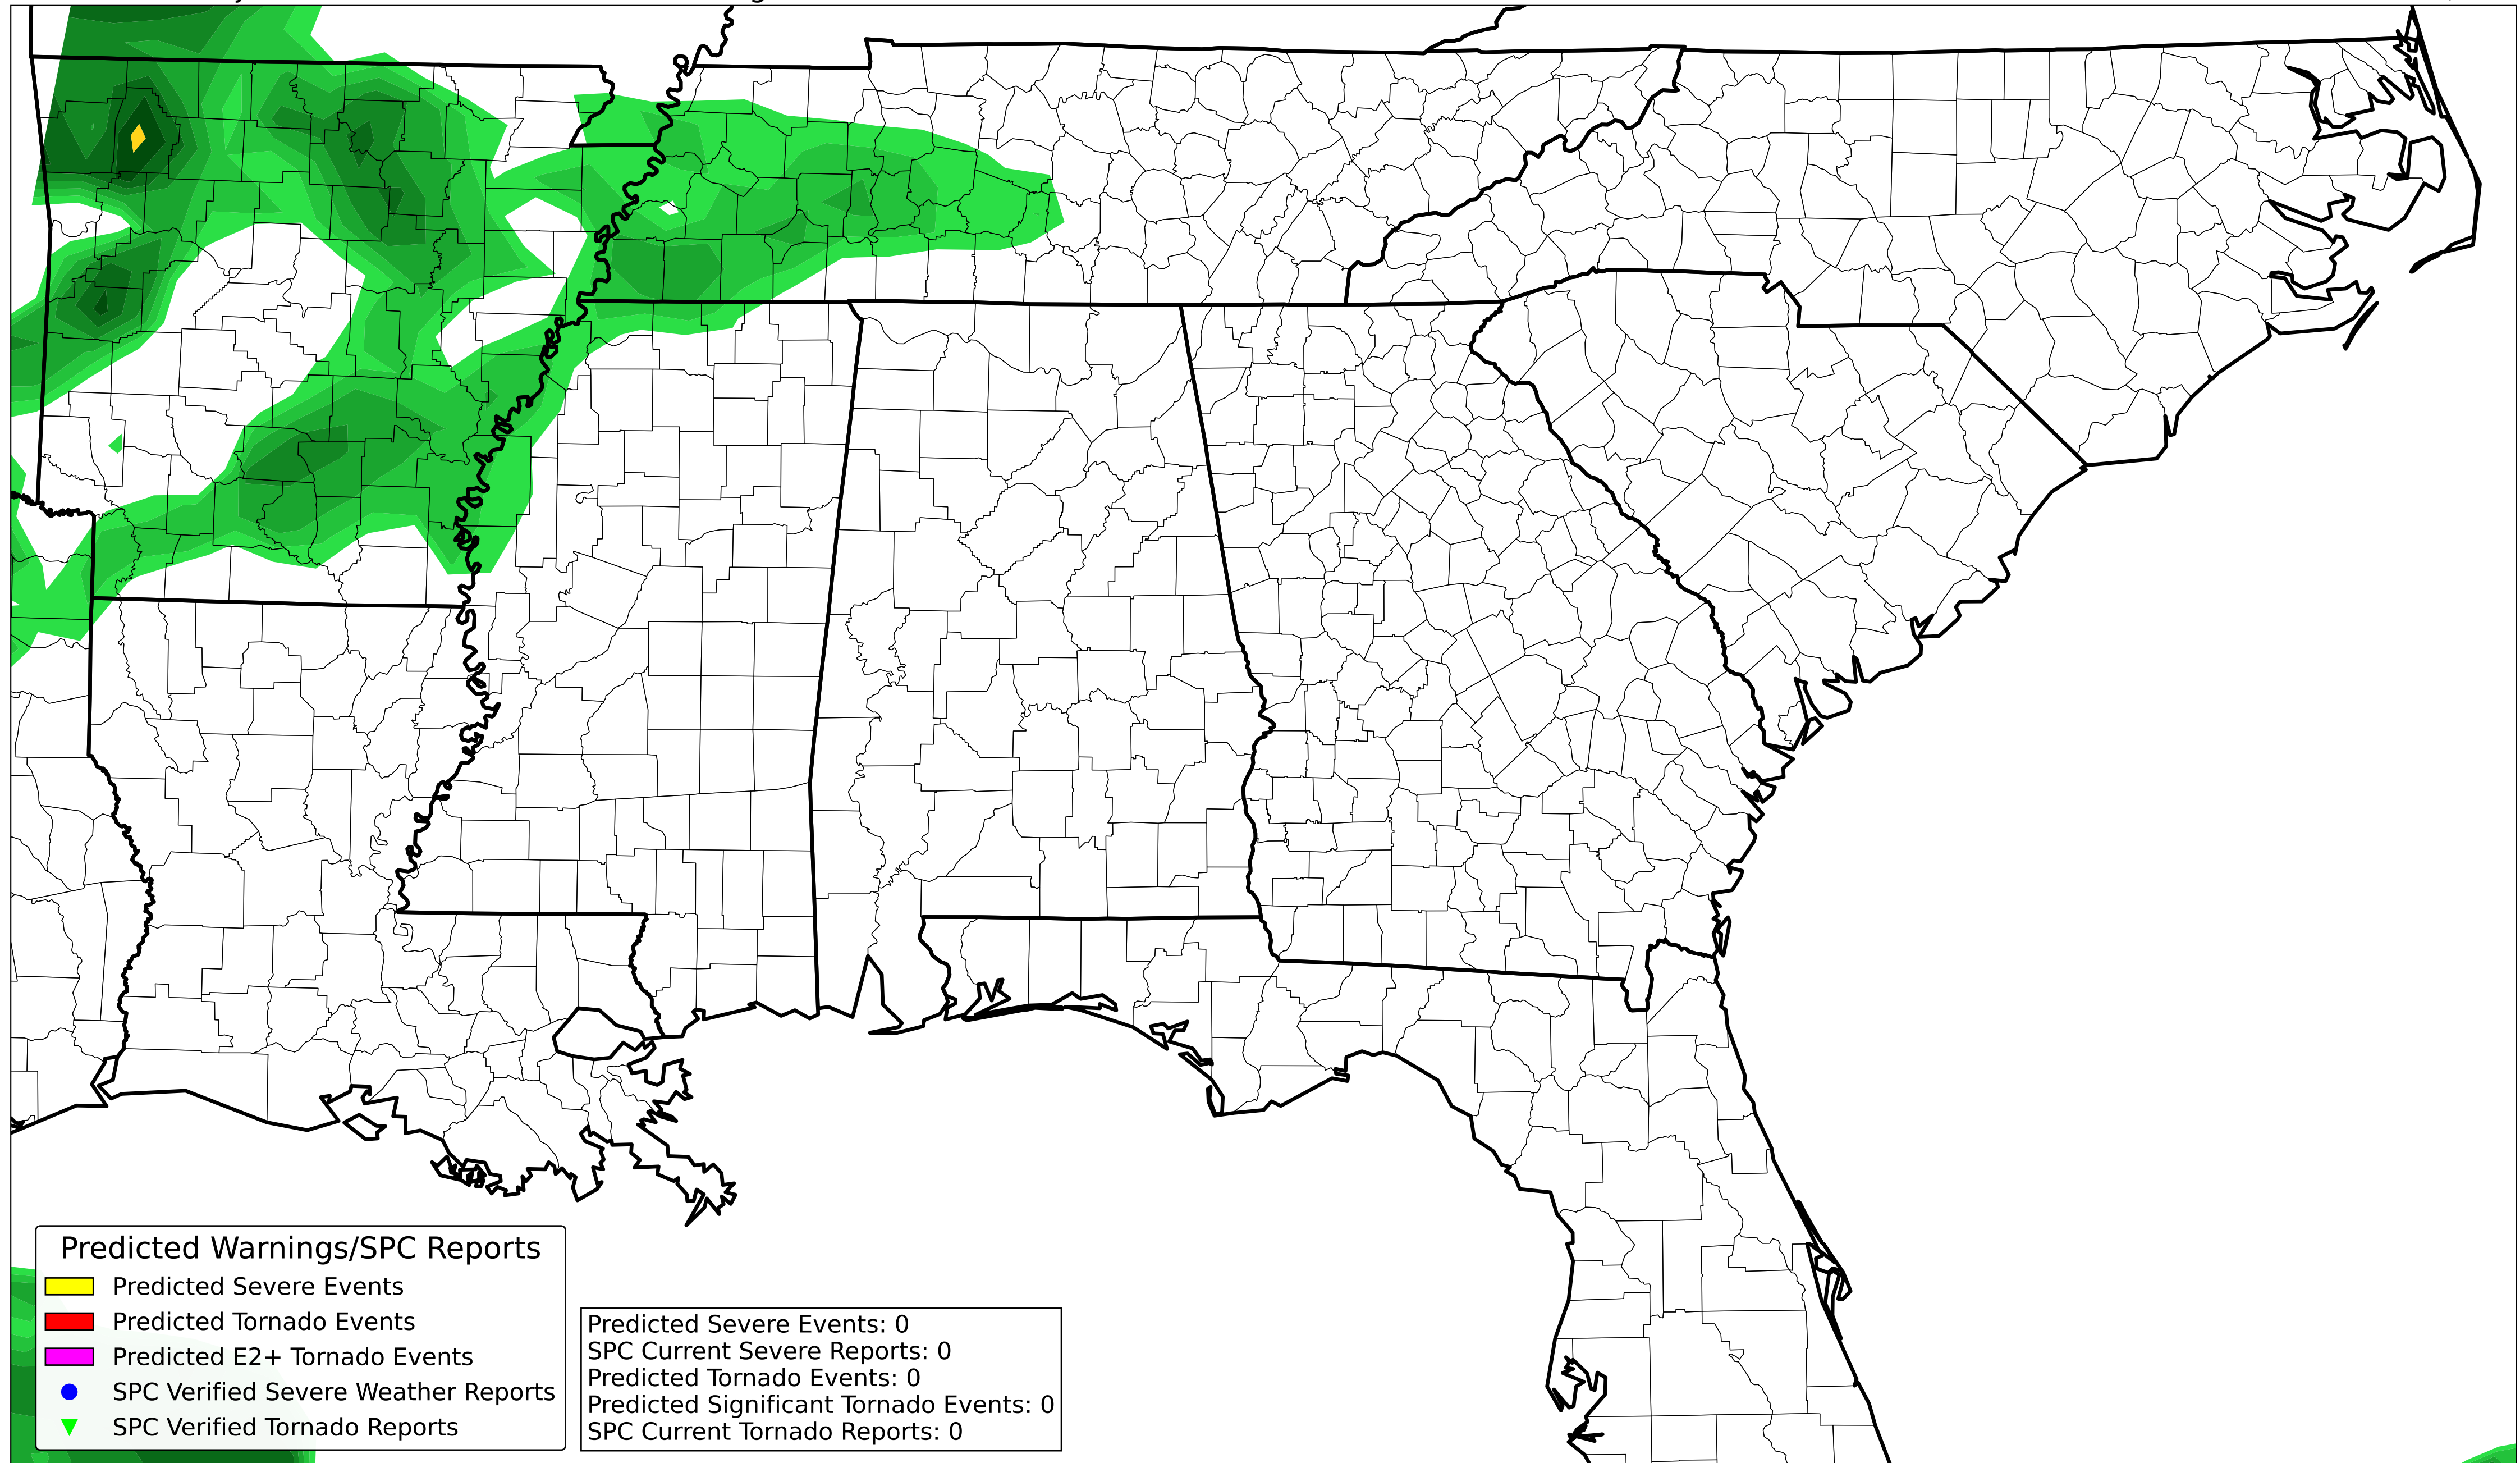 Predicted Warnings/SPC Reports
Predicted Severe Events
Predicted Tornado Events
Predicted E2+ Tornado Events
SPC Verified Severe Weather Reports
SPC Verified Tornado Reports
Predicted Severe Events: 0
SPC Current Severe Reports: 0
Predicted Tornado Events: 0
Predicted Significant Tornado Events: 0
SPC Current Tornado Reports: 0